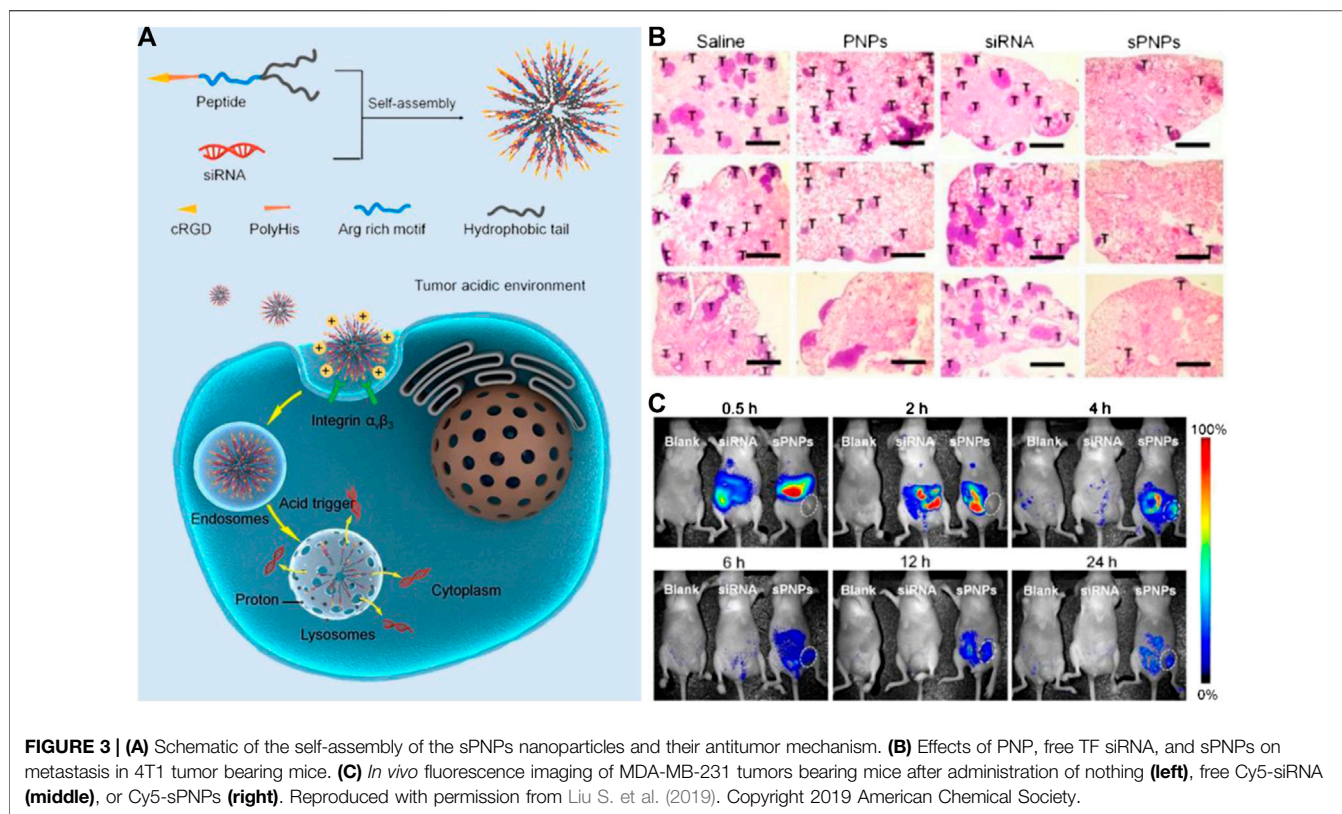 A
Peptide
siRNA
Self-assembly
cRGD
PolyHis
Arg rich motif
Hydrophobic tail
Tumor acidic environment
+ + + + + +
Integrin αvβ3
Endosomes
Acid trigger
Proton
Cytoplasm
Lysosomes
B
Saline PNPs siRNA sPNPs
T T T T T T T T T T T T
C
0.5 h 2 h 4 h
Blank siRNA sPNPs Blank siRNA sPNPs Blank siRNA sPNPs
100%
6 h 12 h 24 h
Blank siRNA sPNPs Blank siRNA sPNPs Blank siRNA sPNPs
0%
FIGURE 3 | (A) Schematic of the self-assembly of the sPNPs nanoparticles and their antitumor mechanism. (B) Effects of PNP, free TF siRNA, and sPNPs on
metastasis in 4T1 tumor bearing mice. (C) In vivo fluorescence imaging of MDA-MB-231 tumors bearing mice after administration of nothing (left), free Cy5-siRNA
(middle), or Cy5-sPNPs (right). Reproduced with permission from Liu S. et al. (2019). Copyright 2019 American Chemical Society.